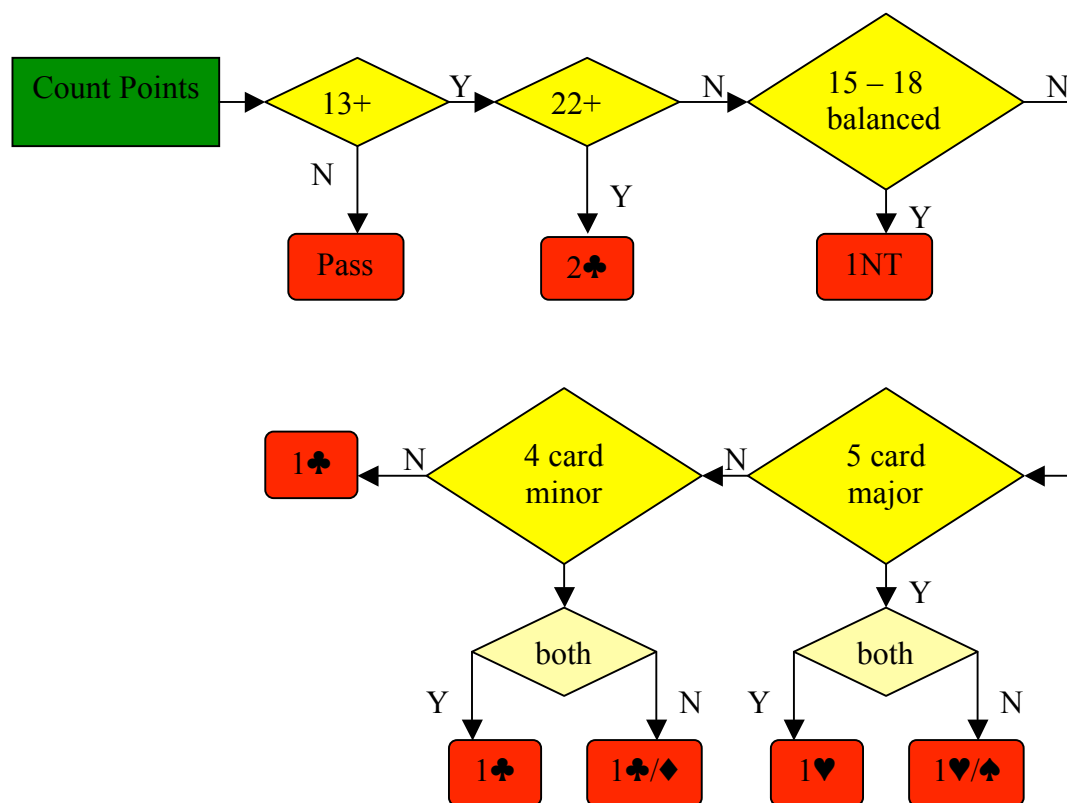 Count Points
13+
Y
22+
N
15 – 18
balanced
N
N
Y
Y
Pass
2♣
1NT
1♣
N
4 card
minor
N
5 card
major
Y
both
both
Y
N
Y
N
1♣
1♣/♦
1♥
1♥/♠